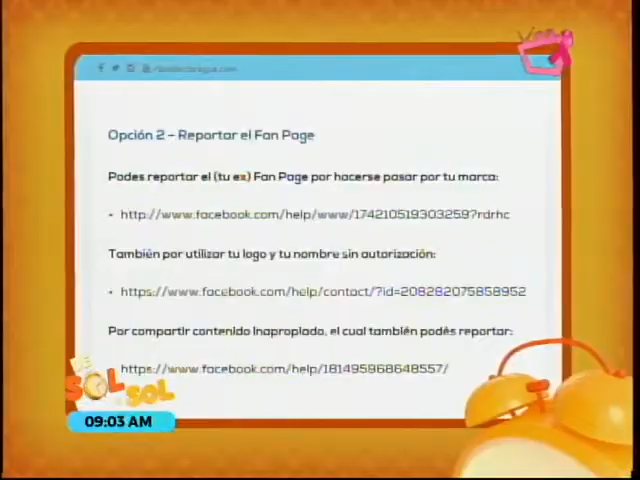 Opción 2 – Reportar el Fan Page
Podes reportar el (tu ex) Fan Page por hacerse pasar por tu marca:
- http://www.facebook.com/help/www/174210519303259?rdrhc
También por utilizar tu logo y tu nombre sin autorización:
- https://www.facebook.com/help/contact/?id=208282075858952
Por compartir contenido inapropiado, el cual también podés reportar:
https://www.facebook.com/help/181495968648557/
DE
SOL
SOL
09:03 AM